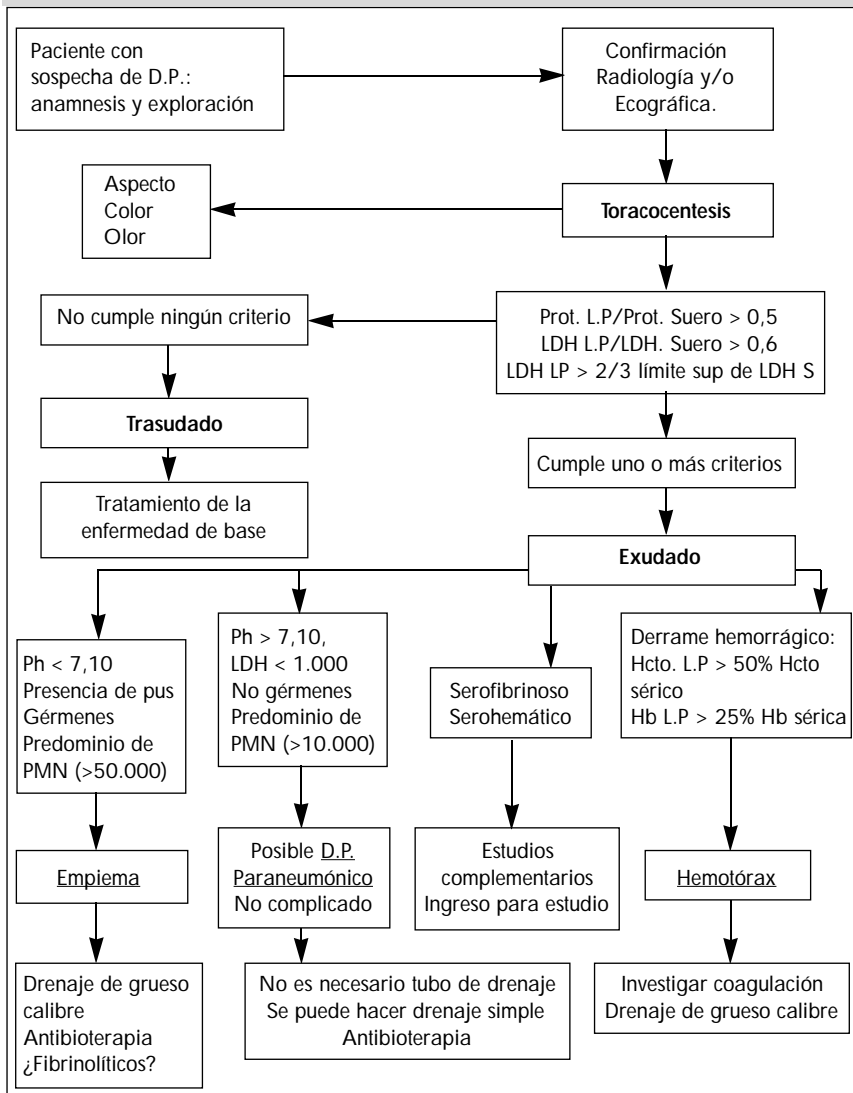 Paciente con
sospecha de D.P.:
anamnesis y exploración
Confirmación
Radiología y/o
Ecográfica.
Aspecto
Color
Olor
Toracocentesis
No cumple ningún criterio
Prot. L.P/Prot. Suero > 0,5
LDH L.P/LDH. Suero > 0,6
LDH LP > 2/3 límite sup de LDH S
Trasudado
Cumple uno o más criterios
Tratamiento de la
enfermedad de base
Exudado
Ph < 7,10
Presencia de pus
Gérmenes
Predominio de
PMN (>50.000)
Ph > 7,10,
LDH < 1.000
No gérmenes
Predominio de
PMN (>10.000)
Serofibrinoso
Serohemático
Derrame hemorrágico:
Hcto. L.P > 50% Hcto
sérico
Hb L.P > 25% Hb sérica
Empiema
Posible D.P.
Paraneumónico
No complicado
Estudios
complementarios
Ingreso para estudio
Hemotórax
Drenaje de grueso
calibre
Antibioterapia
¿Fibrinolíticos?
No es necesario tubo de drenaje
Se puede hacer drenaje simple
Antibioterapia
Investigar coagulación
Drenaje de grueso calibre